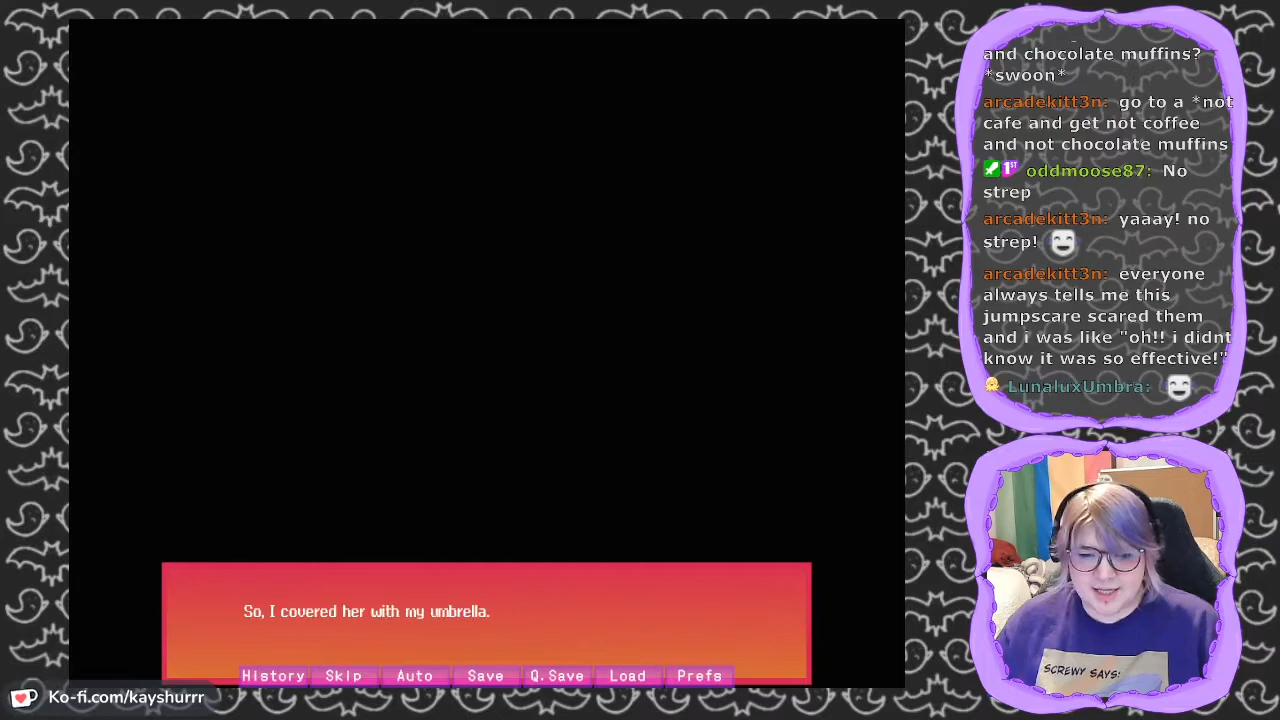 and chocolate muffins?
*swoon*
arcadekitt3n: go to a *not
cafe and get not coffee
and not chocolate muffins
1ST oddmoose87: No
strep
arcadekitt3n: yaaay! no
strep!
arcadekitt3n: everyone
always tells me this
jumpscare scared them
and i was like "oh!! i didnt
know it was so effective!"
LunaluxUmbra:
So, I covered her with my umbrella.
History Skip Auto Save Q.Save Load Prefs
SCREWY SAYS:
Ko-fi.com/kayshurrr